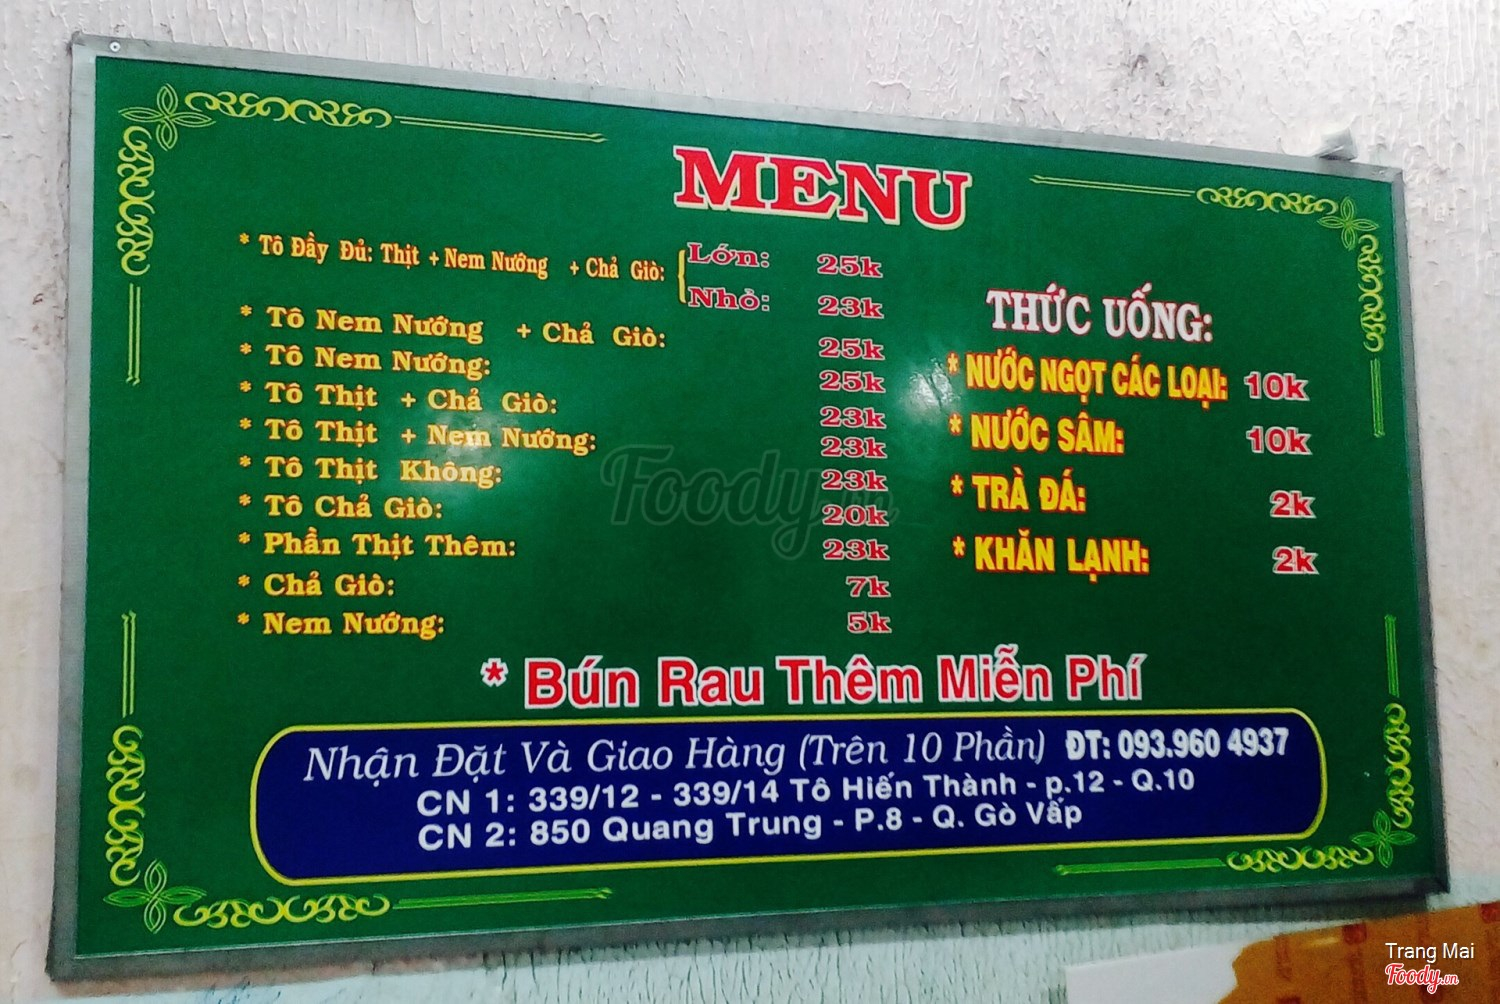 MENU
* Tô Đầy Đủ: Thịt + Nem Nướng + Chả Giò: Lớn: 25k
Nhỏ: 23k
* Tô Nem Nướng + Chả Giò: 25k
* Tô Nem Nướng: 25k
* Tô Thịt + Chả Giò: 23k
* Tô Thịt + Nem Nướng: 23k
* Tô Thịt Không: 23k
* Tô Chả Giò: 20k
* Phần Thịt Thêm: 23k
* Chả Giò: 7k
* Nem Nướng: 5k
THỨC UỐNG:
* NƯỚC NGỌT CÁC LOẠI: 10k
* NƯỚC SÂM: 10k
* TRÀ ĐÁ: 2k
* KHĂN LẠNH: 2k
* Bún Rau Thêm Miễn Phí
Nhận Đặt Và Giao Hàng (Trên 10 Phần) ĐT: 093.960 4937
CN 1: 339/12 - 339/14 Tô Hiến Thành - p.12 - Q.10
CN 2: 850 Quang Trung - P.8 - Q. Gò Vấp
Foody.vn
Trang Mai
Foody.vn